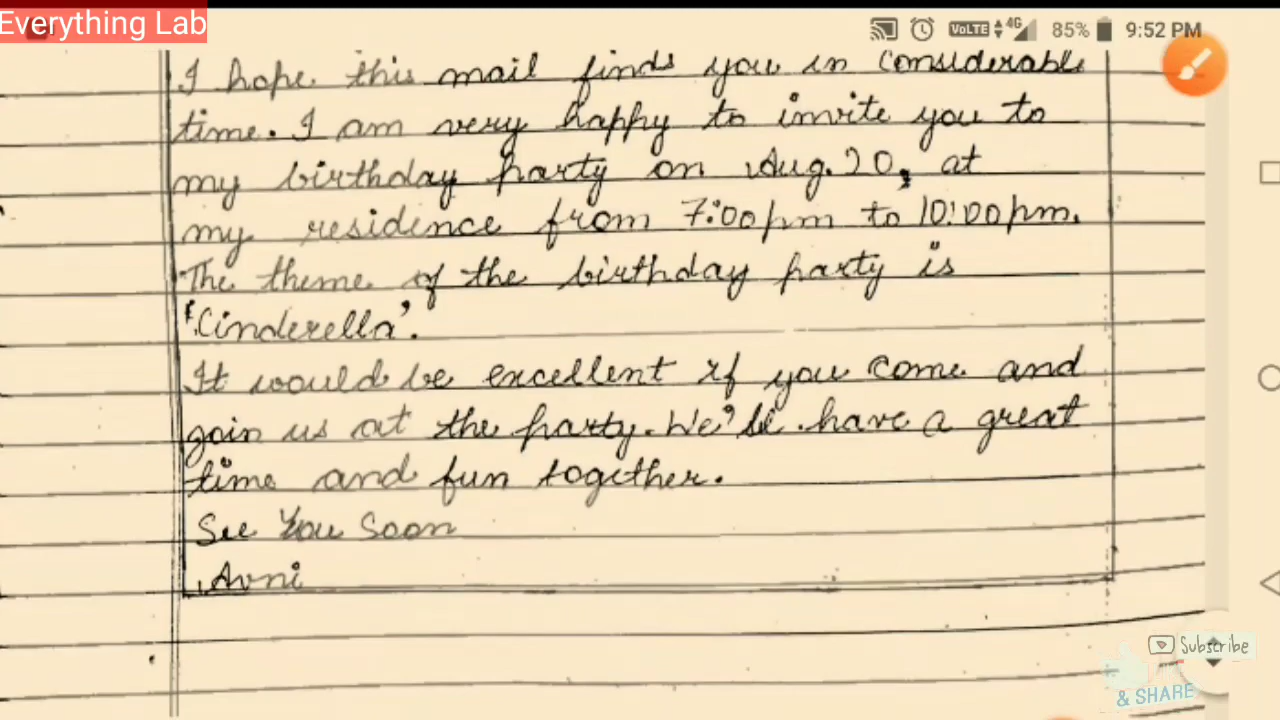 Everything Lab
VoLTE 4G 85% 9:52 PM
I hope this mail finds you in considerable
time. I am very happy to invite you to
my birthday party on Aug. 20, at
my residence from 7:00pm to 10:00pm.
The theme of the birthday party is
'Cinderella'.
It would be excellent if you come and
join us at the party. We'll have a great
time and fun together.
See You Soon
Avni
Subscribe
& SHARE